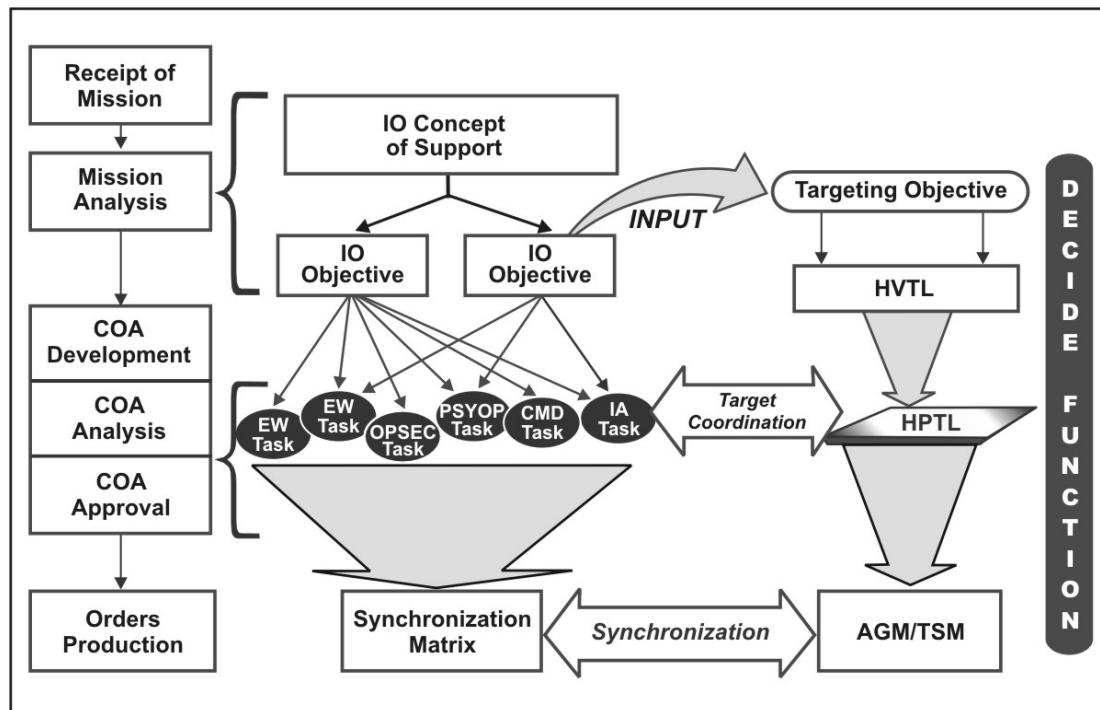 Receipt of
Mission
Mission
Analysis
COA
Development
COA
Analysis
COA
Approval
Orders
Production
IO Concept
of Support
IO
Objective
IO
Objective
EW
Task
EW
Task
OPSEC
Task
PSYOP
Task
CMD
Task
IA
Task
Synchronization
Matrix
INPUT
Target
Coordination
Synchronization
Targeting Objective
HVTL
HPTL
AGM/TSM
DECIDE FUNCTION